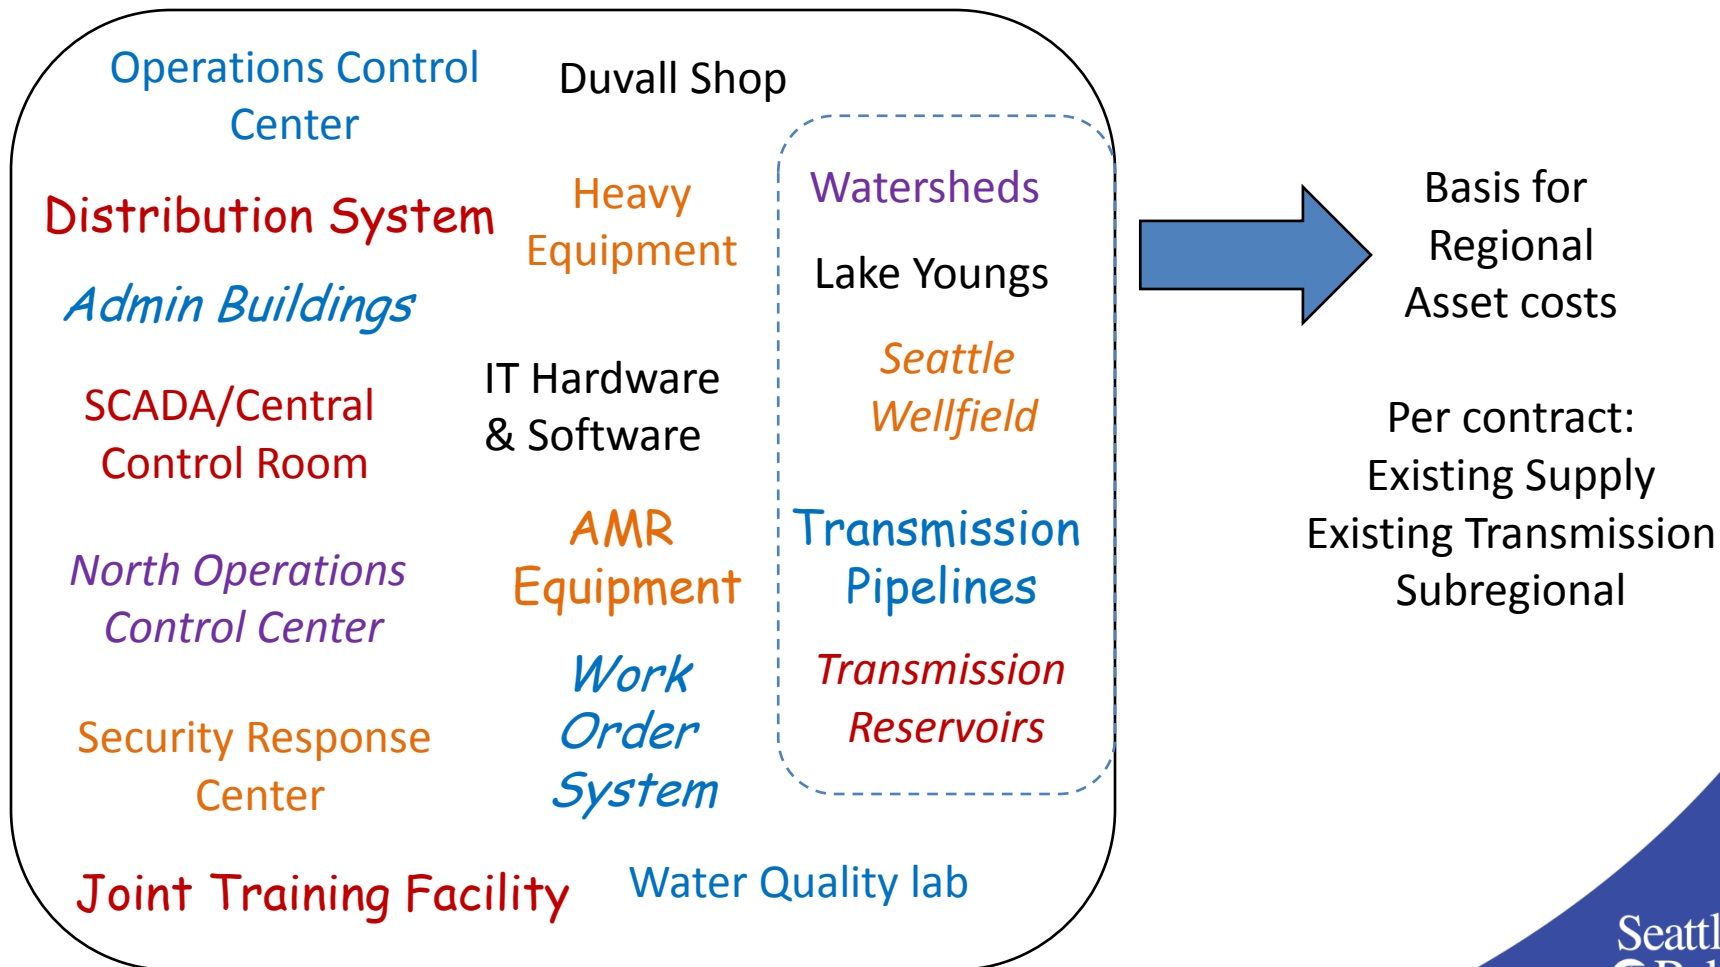 Operations Control
Center
Duvall Shop
Distribution System
Heavy
Equipment
Watersheds
Admin Buildings
Lake Youngs
SCADA/Central
Control Room
IT Hardware
& Software
Seattle
Wellfield
North Operations
Control Center
AMR
Equipment
Transmission
Pipelines
Security Response
Center
Work
Order
System
Transmission
Reservoirs
Joint Training Facility
Water Quality lab
Basis for
Regional
Asset costs
Per contract:
Existing Supply
Existing Transmission
Subregional